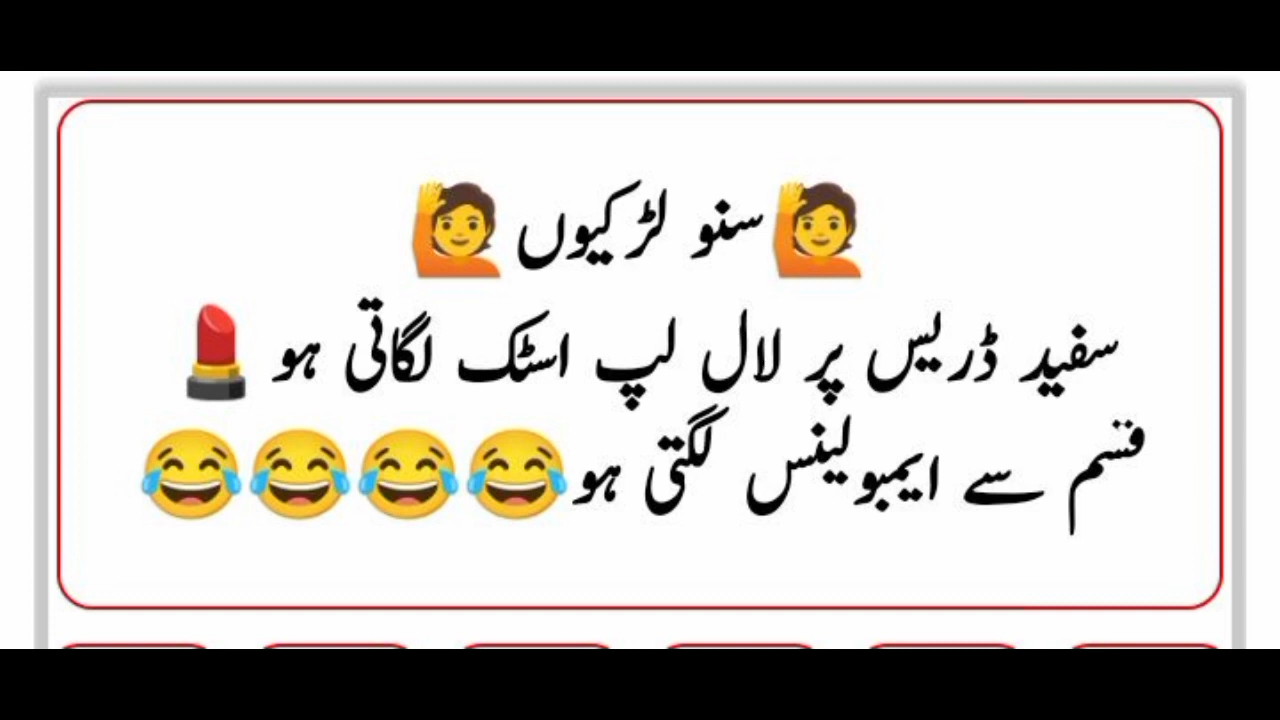 🙋سنو لڑکیوں🙋
سفید ڈریس پر لال لپ اسٹک لگاتی ہو💄
قسم سے ایمبولینس لگتی ہو😂😂😂😂